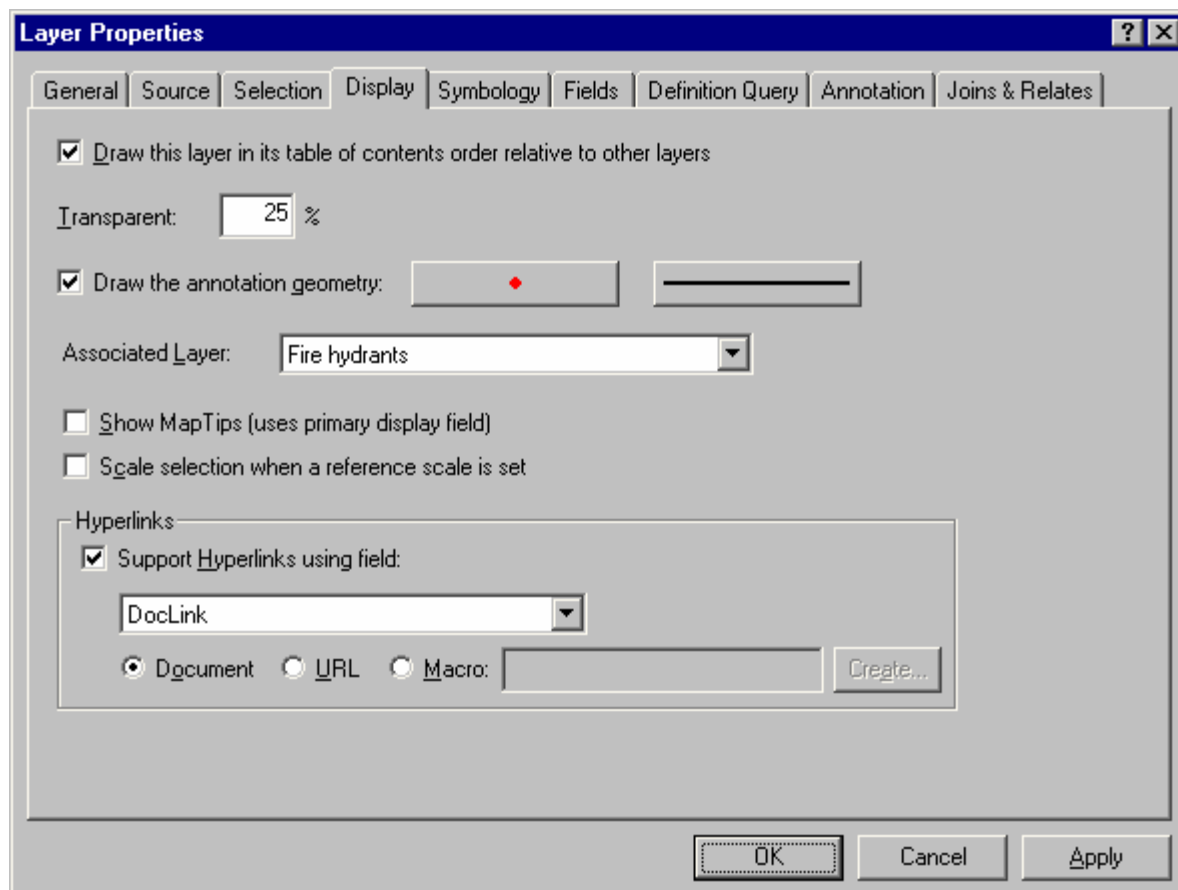 Layer Properties
General Source Selection Display Symbology Fields Definition Query Annotation Joins & Relates
Draw this layer in its table of contents order relative to other layers
Transparent: 25 %
Draw the annotation geometry:
Associated Layer: Fire hydrants
Show MapTips (uses primary display field)
Scale selection when a reference scale is set
Hyperlinks
Support Hyperlinks using field:
DocLink
Document URL Macro: Create...
OK Cancel Apply